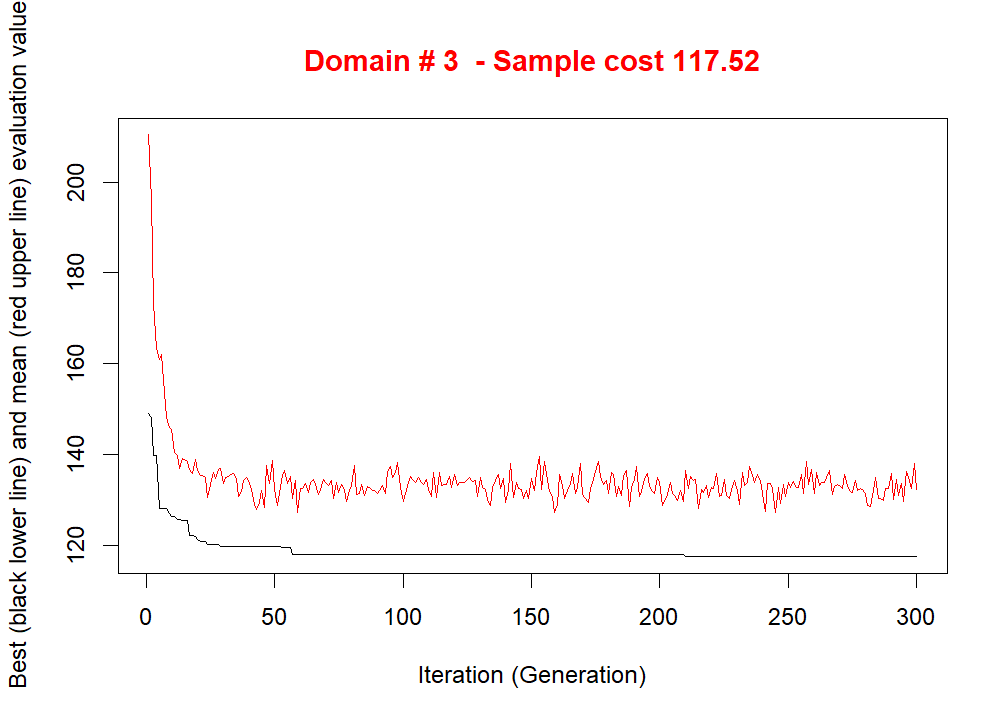 Domain # 3  - Sample cost 117.52
Best (black lower line) and mean (red upper line) evaluation value
200
180
160
140
120
0 50 100 150 200 250 300
Iteration (Generation)